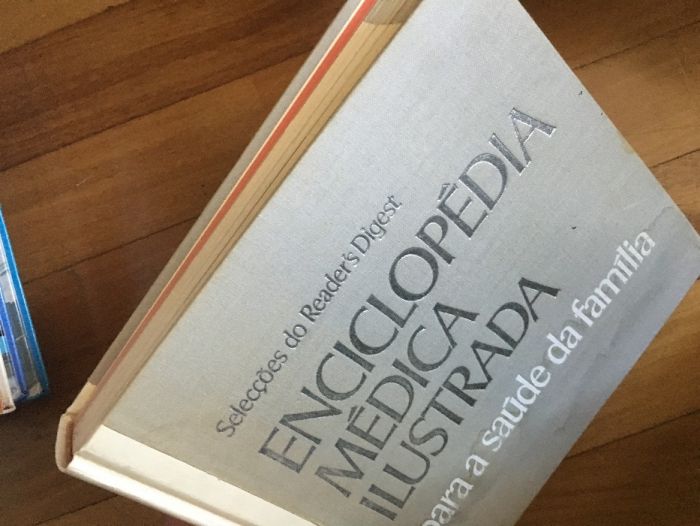 Selecções do Reader's Digest
ENCICLOPÉDIA
MÉDICA
ILUSTRADA
para a saúde da família